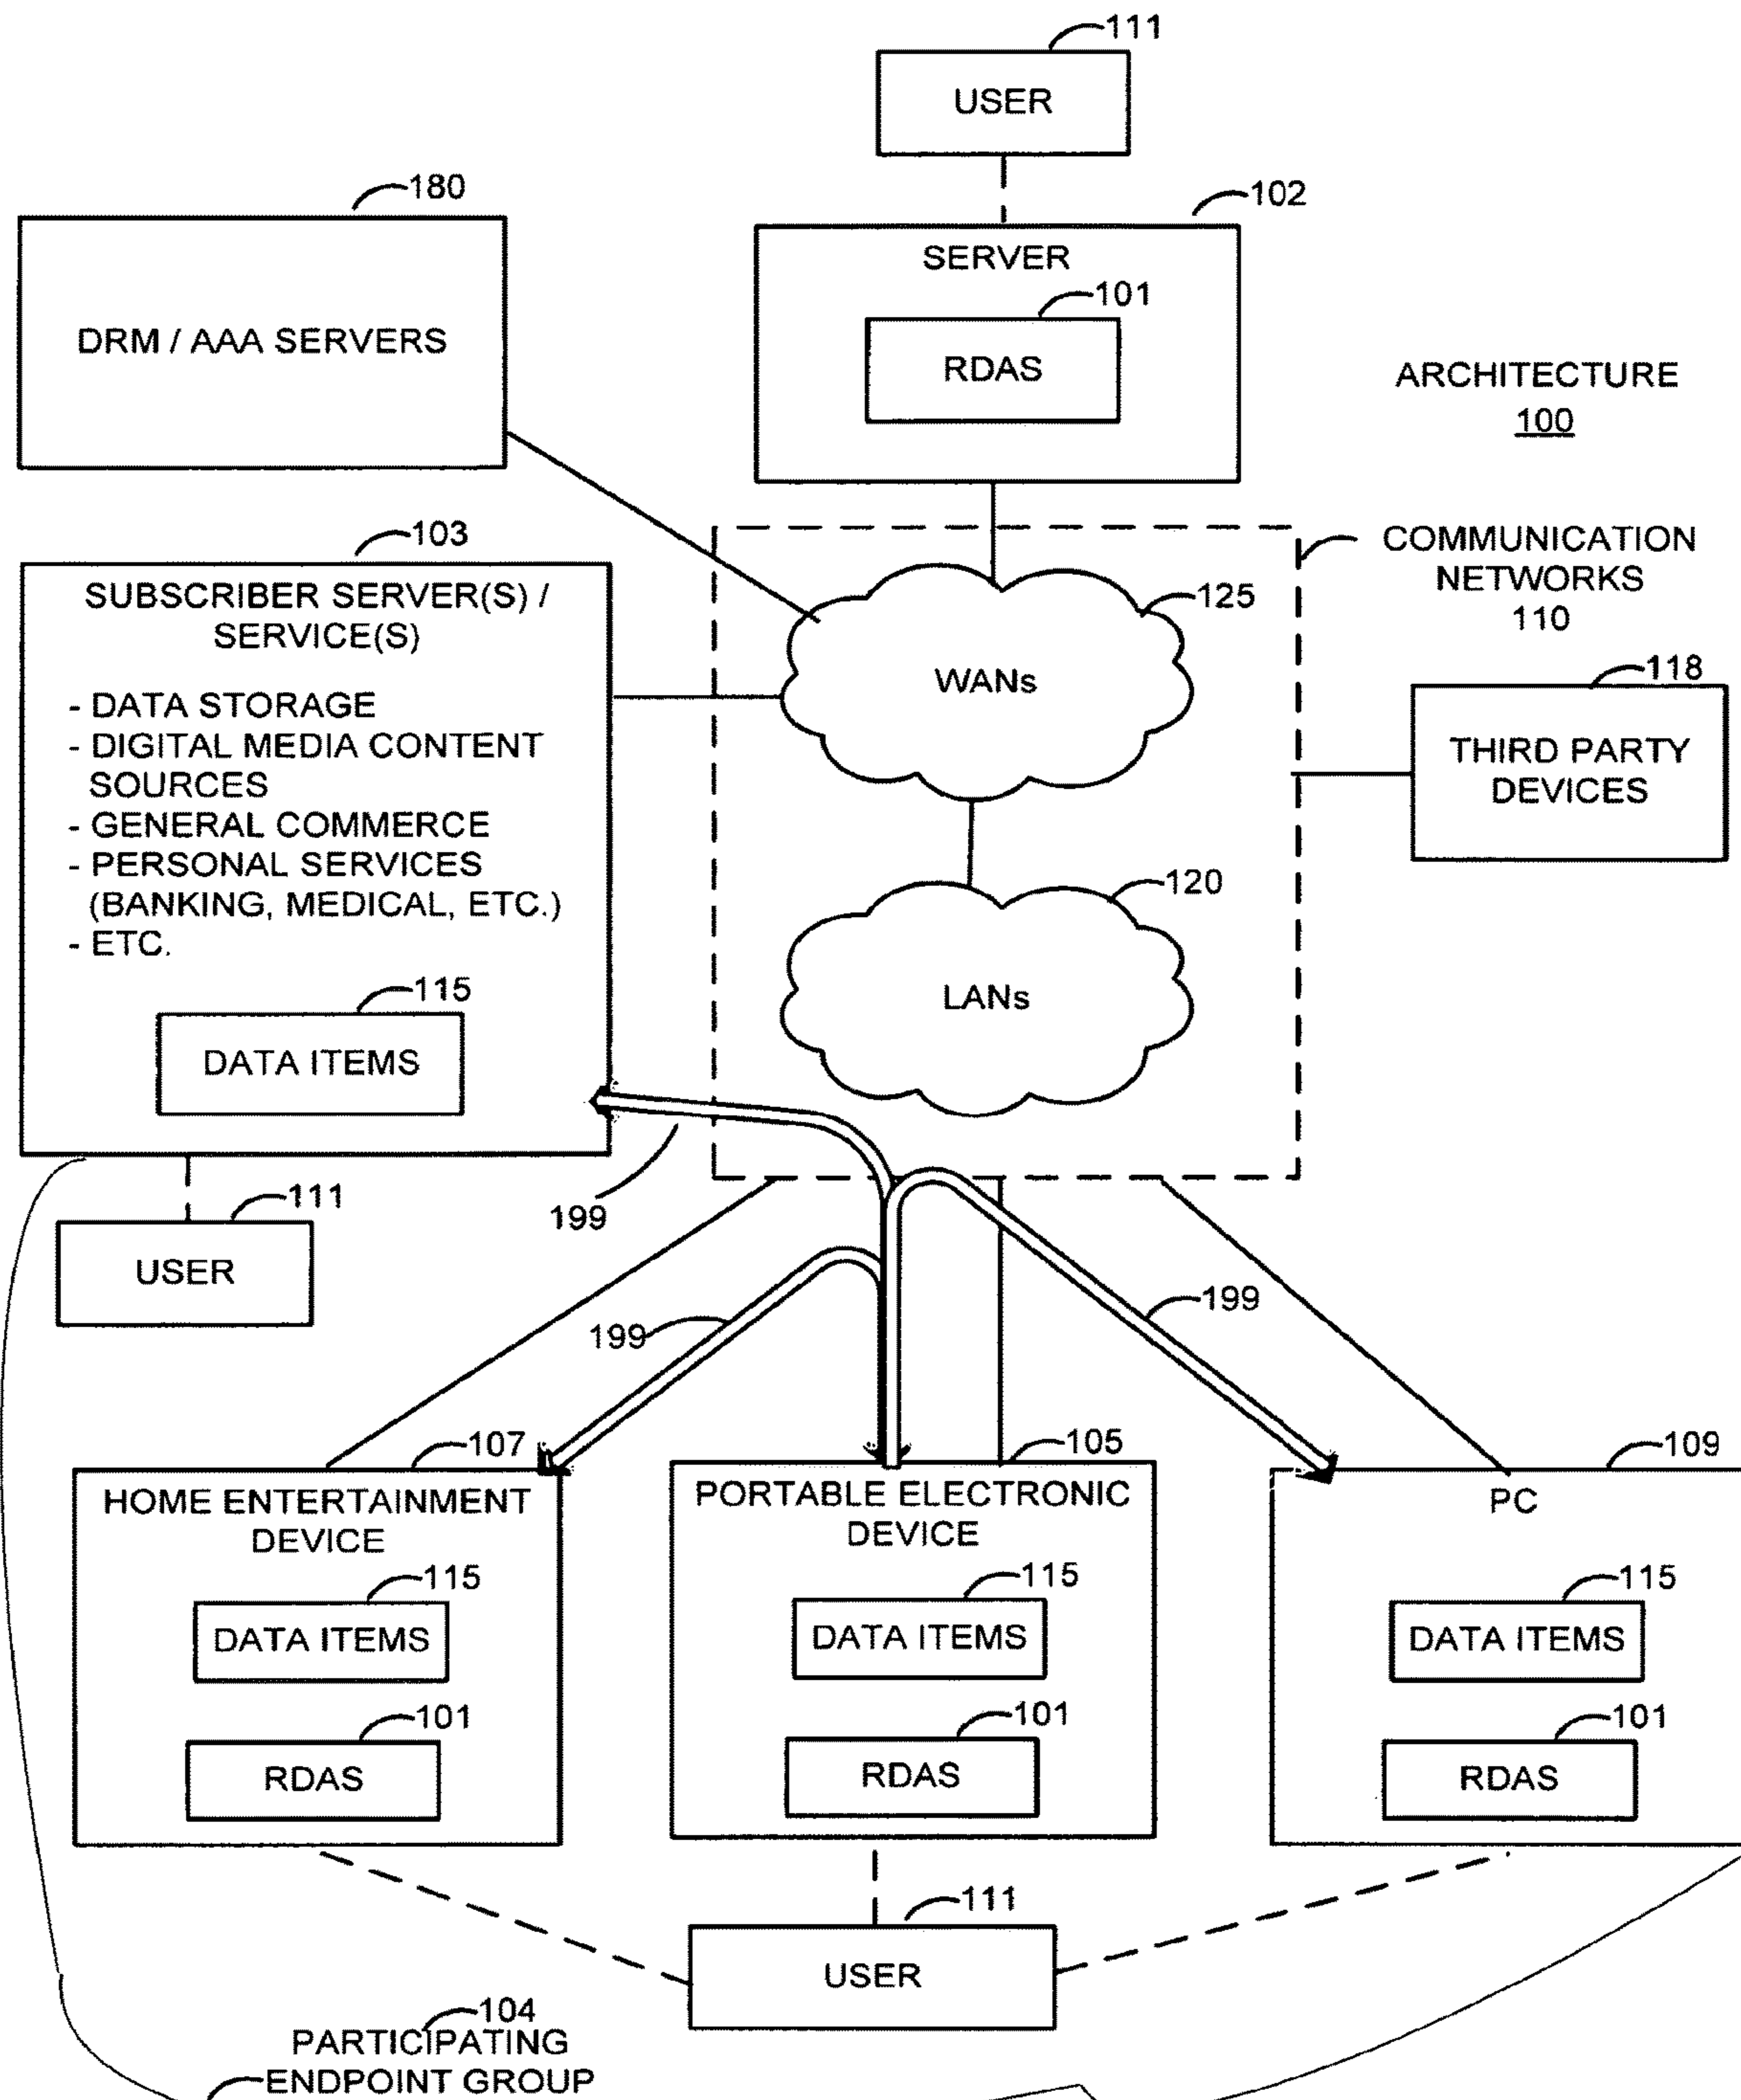 111
USER
180
102
DRM / AAA SERVERS
SERVER
101
RDAS
ARCHITECTURE
100
103
SUBSCRIBER SERVER(S) /
SERVICE(S)
- DATA STORAGE
- DIGITAL MEDIA CONTENT
SOURCES
- GENERAL COMMERCE
- PERSONAL SERVICES
(BANKING, MEDICAL, ETC.)
- ETC.
115
DATA ITEMS
COMMUNICATION
NETWORKS
110
125
WANs
118
THIRD PARTY
DEVICES
120
LANs
199
111
USER
199
199
107
HOME ENTERTAINMENT
DEVICE
115
DATA ITEMS
101
RDAS
105
PORTABLE ELECTRONIC
DEVICE
115
DATA ITEMS
101
RDAS
109
PC
115
DATA ITEMS
101
RDAS
111
USER
104
PARTICIPATING
ENDPOINT GROUP